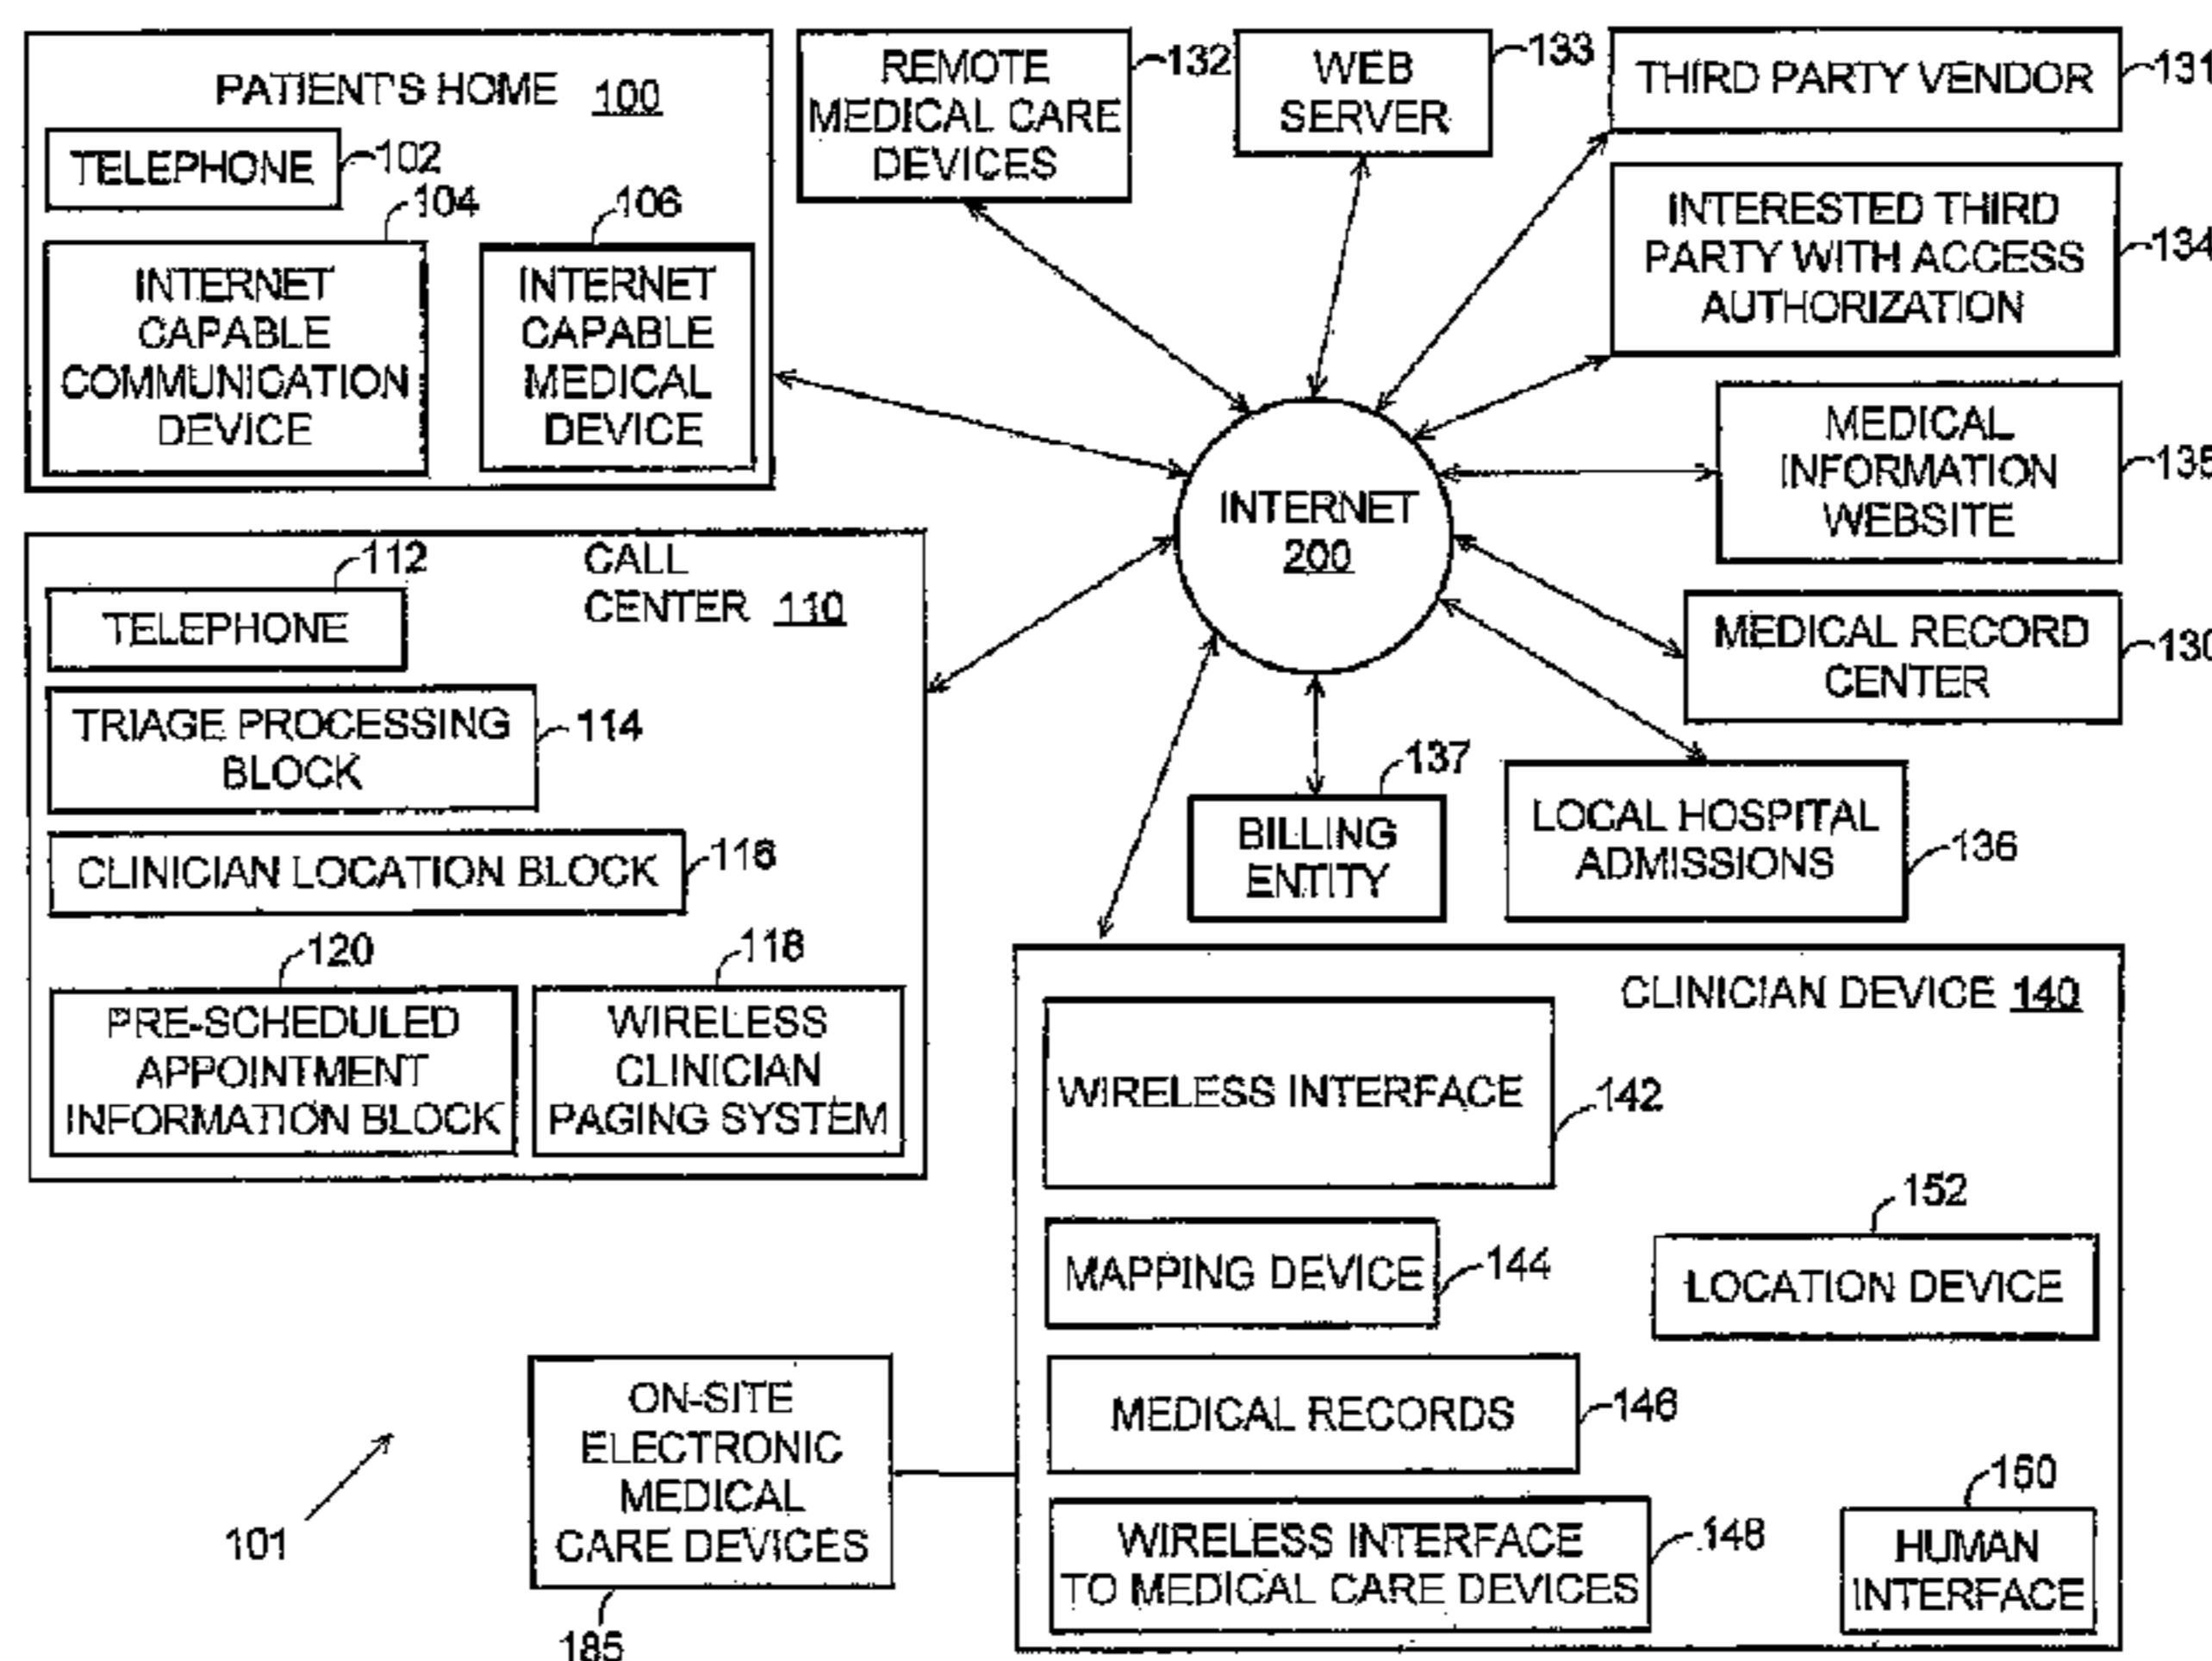 PATIENT'S HOME 100
TELEPHONE
102
104
INTERNET
CAPABLE
COMMUNICATION
DEVICE
106
INTERNET
CAPABLE
MEDICAL
DEVICE
REMOTE
MEDICAL CARE
DEVICES
132
WEB
SERVER
133
THIRD PARTY VENDOR
131
INTERESTED THIRD
PARTY WITH ACCESS
AUTHORIZATION
134
MEDICAL
INFORMATION
WEBSITE
135
INTERNET
200
MEDICAL RECORD
CENTER
130
LOCAL HOSPITAL
ADMISSIONS
136
137
BILLING
ENTITY
CALL
CENTER 110
112
TELEPHONE
TRIAGE PROCESSING
BLOCK
114
CLINICIAN LOCATION BLOCK
116
120
PRE-SCHEDULED
APPOINTMENT
INFORMATION BLOCK
118
WIRELESS
CLINICIAN
PAGING SYSTEM
CLINICIAN DEVICE 140
WIRELESS INTERFACE
142
MAPPING DEVICE
144
152
LOCATION DEVICE
MEDICAL RECORDS
146
WIRELESS INTERFACE
TO MEDICAL CARE DEVICES
148
150
HUMAN
INTERFACE
ON-SITE
ELECTRONIC
MEDICAL
CARE DEVICES
185
101